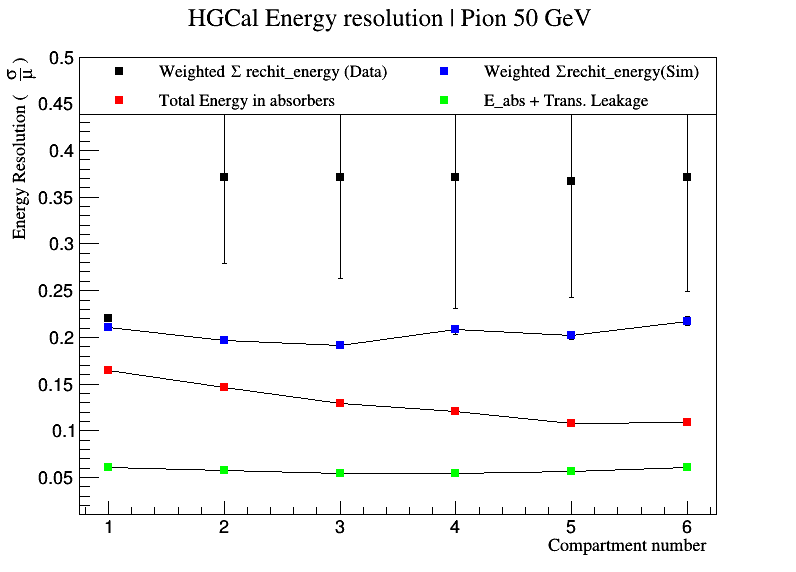 HGCal Energy resolution | Pion 50 GeV
Energy Resolution ( σ/μ )
0.5
0.45
0.4
0.35
0.3
0.25
0.2
0.15
0.1
0.05
Weighted Σ rechit_energy (Data)
Weighted Σrechit_energy(Sim)
Total Energy in absorbers
E_abs + Trans. Leakage
1 2 3 4 5 6
Compartment number